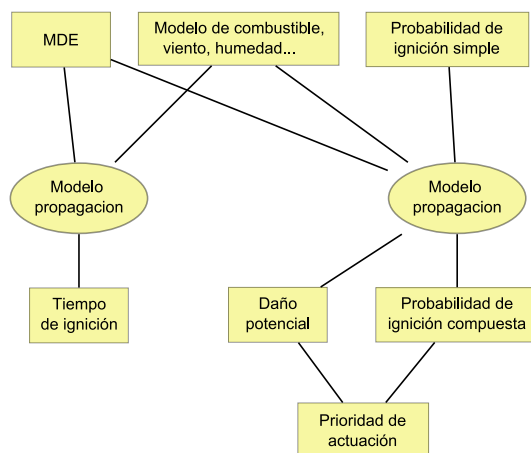 MDE
Modelo de combustible,
viento, humedad...
Probabilidad de
ignición simple
Modelo
propagacion
Modelo
propagacion
Tiempo
de ignición
Daño
potencial
Probabilidad de
ignición compuesta
Prioridad de
actuación